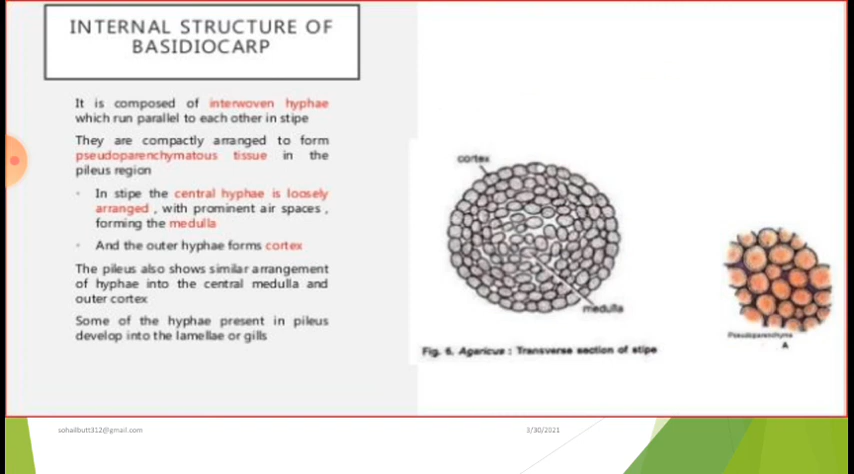 INTERNAL STRUCTURE OF
BASIDIOCARP
It is composed of interwoven hyphae
which run parallel to each other in stipe
They are compactly arranged to form
pseudoparenchymatous tissue in the
pileus region
• In stipe the central hyphae is loosely
arranged , with prominent air spaces ,
forming the medulla
• And the outer hyphae forms cortex
The pileus also shows similar arrangement
of hyphae into the central medulla and
outer cortex
Some of the hyphae present in pileus
develop into the lamellae or gills
cortex
medulla
Fig. 6. Agaricus : Transverse section of stipe
Pseudoparenchyma
A
sohailbutt312@gmail.com
3/30/2021